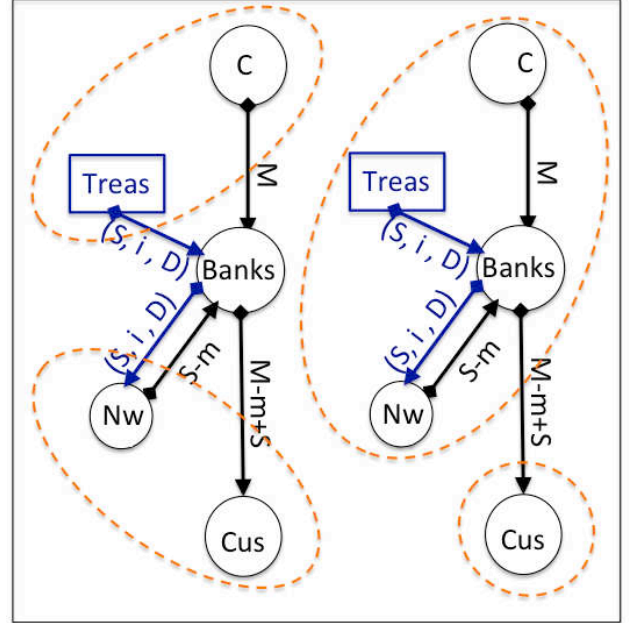 C
M
Treas
(S, i, D)
Banks
(S, i, D)
S-m
M-m+S
Nw
Cus
C
M
Treas
(S, i, D)
Banks
(S, i, D)
S-m
M-m+S
Nw
Cus